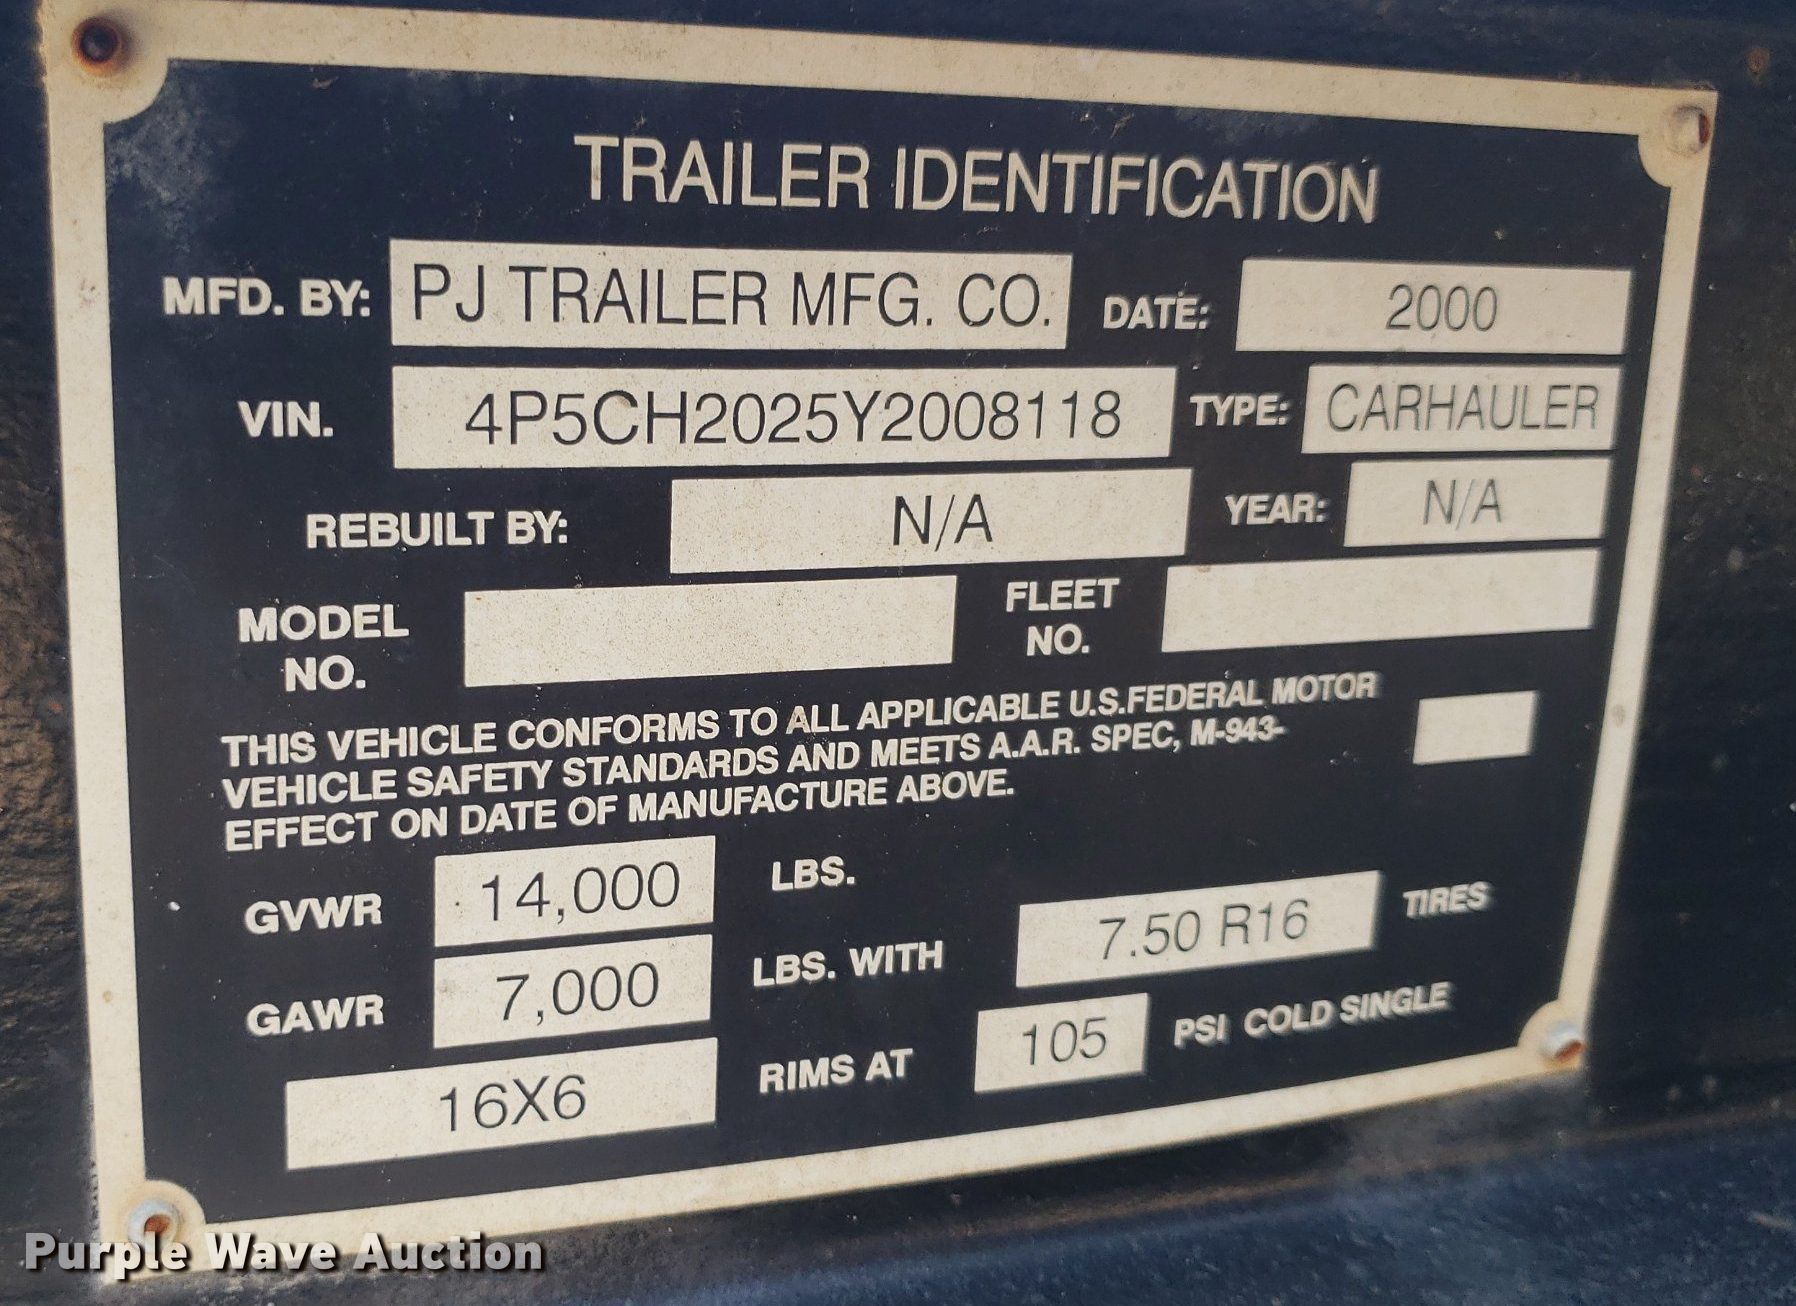 TRAILER IDENTIFICATION
MFD. BY: PJ TRAILER MFG. CO. DATE: 2000
VIN. 4P5CH2025Y2008118 TYPE: CARHAULER
REBUILT BY: N/A YEAR: N/A
MODEL NO. FLEET NO.
THIS VEHICLE CONFORMS TO ALL APPLICABLE U.S.FEDERAL MOTOR
VEHICLE SAFETY STANDARDS AND MEETS A.A.R. SPEC, M-943-
EFFECT ON DATE OF MANUFACTURE ABOVE.
GVWR 14,000 LBS.
GAWR 7,000 LBS. WITH 7.50 R16 TIRES
16X6 RIMS AT 105 PSI COLD SINGLE
Purple Wave Auction